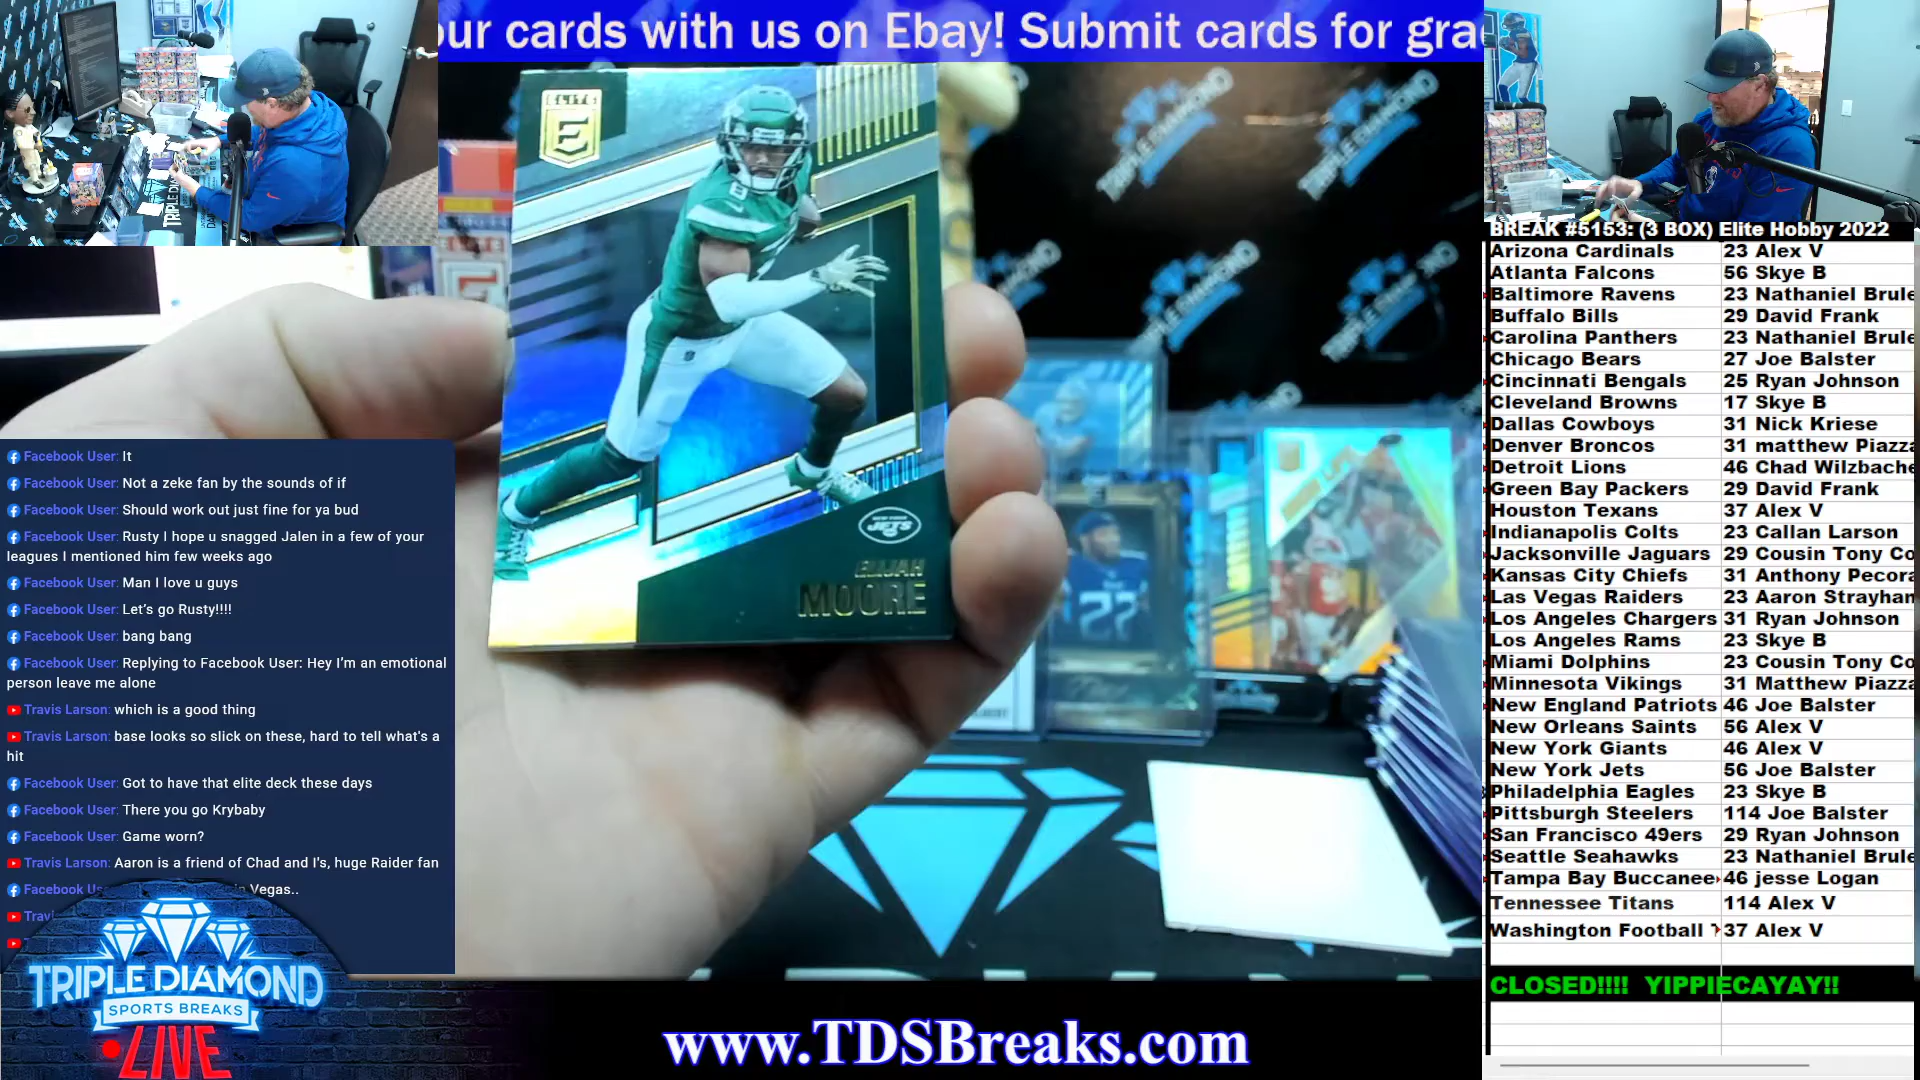 our cards with us on Ebay! Submit cards for gra
ELITE
E
JETS
ELIJAH
MOORE
22
TRIPLE DIAMOND
TRIPLE DIAMOND
Facebook User: It
Facebook User: Not a zeke fan by the sounds of if
Facebook User: Should work out just fine for ya bud
Facebook User: Rusty I hope u snagged Jalen in a few of your
leagues I mentioned him few weeks ago
Facebook User: Man I love u guys
Facebook User: Let's go Rusty!!!!
Facebook User: bang bang
Facebook User: Replying to Facebook User: Hey I'm an emotional
person leave me alone
Travis Larson: which is a good thing
Travis Larson: base looks so slick on these, hard to tell what's a
hit
Facebook User: Got to have that elite deck these days
Facebook User: There you go Krybaby
Facebook User: Game worn?
Travis Larson: Aaron is a friend of Chad and I's, huge Raider fan
Facebook Us Vegas..
Travi
TRIPLE DIAMOND
SPORTS BREAKS
LIVE
www.TDSBreaks.com
BREAK #5153: (3 BOX) Elite Hobby 2022
Arizona Cardinals 23 Alex V
Atlanta Falcons 56 Skye B
Baltimore Ravens 23 Nathaniel Brule
Buffalo Bills 29 David Frank
Carolina Panthers 23 Nathaniel Brule
Chicago Bears 27 Joe Balster
Cincinnati Bengals 25 Ryan Johnson
Cleveland Browns 17 Skye B
Dallas Cowboys 31 Nick Kriese
Denver Broncos 31 matthew Piazza
Detroit Lions 46 Chad Wilzbache
Green Bay Packers 29 David Frank
Houston Texans 37 Alex V
Indianapolis Colts 23 Callan Larson
Jacksonville Jaguars 29 Cousin Tony Co
Kansas City Chiefs 31 Anthony Pecora
Las Vegas Raiders 23 Aaron Strayhan
Los Angeles Chargers 31 Ryan Johnson
Los Angeles Rams 23 Skye B
Miami Dolphins 23 Cousin Tony Co
Minnesota Vikings 31 Matthew Piazza
New England Patriots 46 Joe Balster
New Orleans Saints 56 Alex V
New York Giants 46 Alex V
New York Jets 56 Joe Balster
Philadelphia Eagles 23 Skye B
Pittsburgh Steelers 114 Joe Balster
San Francisco 49ers 29 Ryan Johnson
Seattle Seahawks 23 Nathaniel Brule
Tampa Bay Buccanee 46 jesse Logan
Tennessee Titans 114 Alex V
Washington Football 37 Alex V
CLOSED!!!! YIPPIECAYAY!!